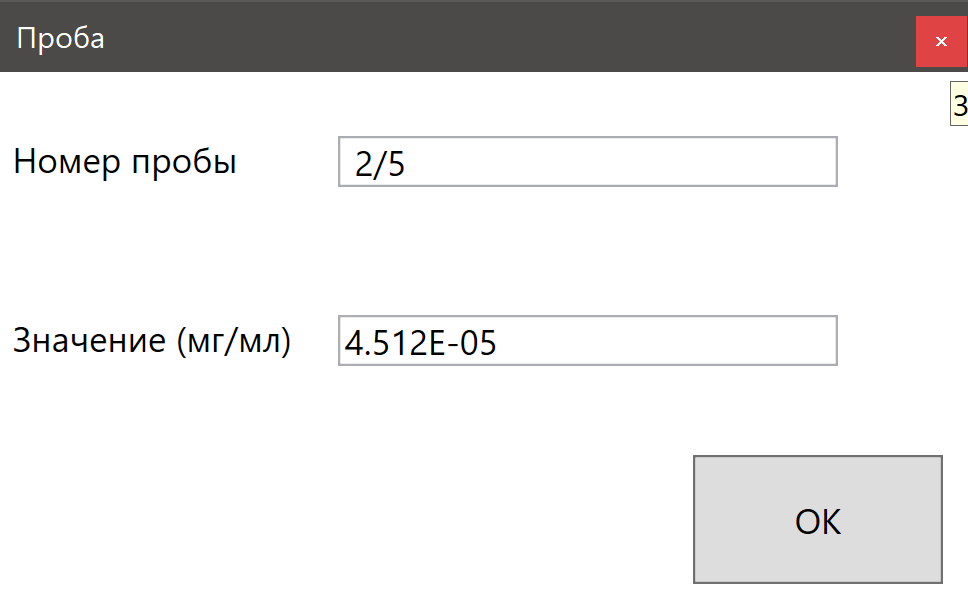 Проба
Номер пробы
2/5
Значение (мг/мл)
4.512E-05
OK